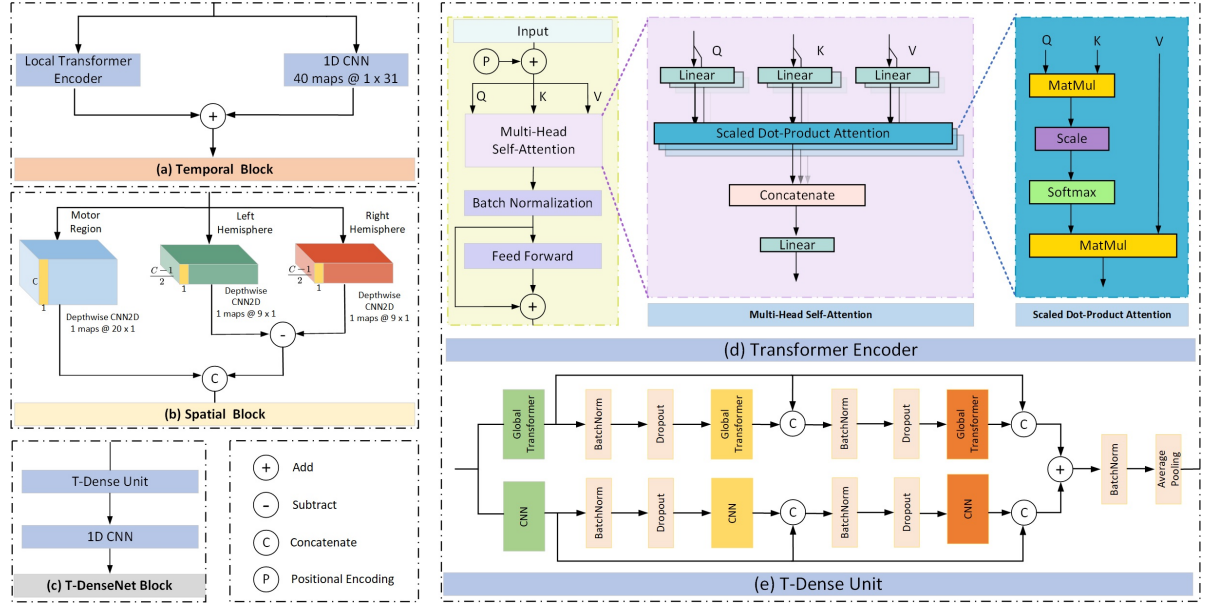 Local Transformer
Encoder
1D CNN
40 maps @ 1 x 31
+
(a) Temporal Block
Motor
Region
Left
Hemisphere
Right
Hemisphere
C
1
C − 1
2
1
C − 1
2
1
Depthwise CNN2D
1 maps @ 20 x 1
Depthwise
CNN2D
1 maps @ 9 x 1
Depthwise
CNN2D
1 maps @ 9 x 1
-
C
(b) Spatial Block
T-Dense Unit
1D CNN
(c) T-DenseNet Block
+ Add
- Subtract
C Concatenate
P Positional Encoding
Input
P
+
Q K V
Multi-Head
Self-Attention
Batch Normalization
Feed Forward
+
Q K V
Linear Linear Linear
Scaled Dot-Product Attention
Concatenate
Linear
Multi-Head Self-Attention
Q K V
MatMul
Scale
Softmax
MatMul
Scaled Dot-Product Attention
(d) Transformer Encoder
Global
Transformer
BatchNorm
Dropout
Global
Transformer
C
BatchNorm
Dropout
Global
Transformer
C
CNN
BatchNorm
Dropout
CNN
C
BatchNorm
Dropout
CNN
C
+
BatchNorm
Average
Pooling
(e) T-Dense Unit